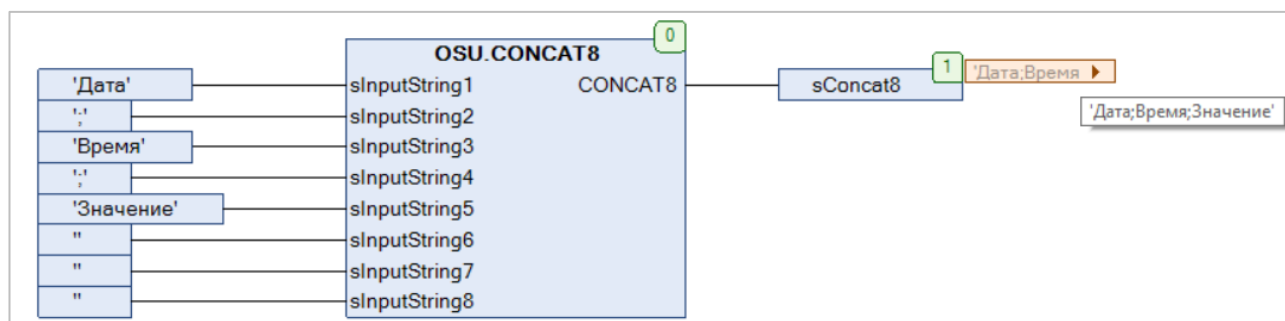 0
OSU.CONCAT8
'Дата' sInputString1 CONCAT8 sConcat8 1 'Дата;Время
';' sInputString2 'Дата;Время;Значение'
'Время' sInputString3
';' sInputString4
'Значение' sInputString5
'' sInputString6
'' sInputString7
'' sInputString8